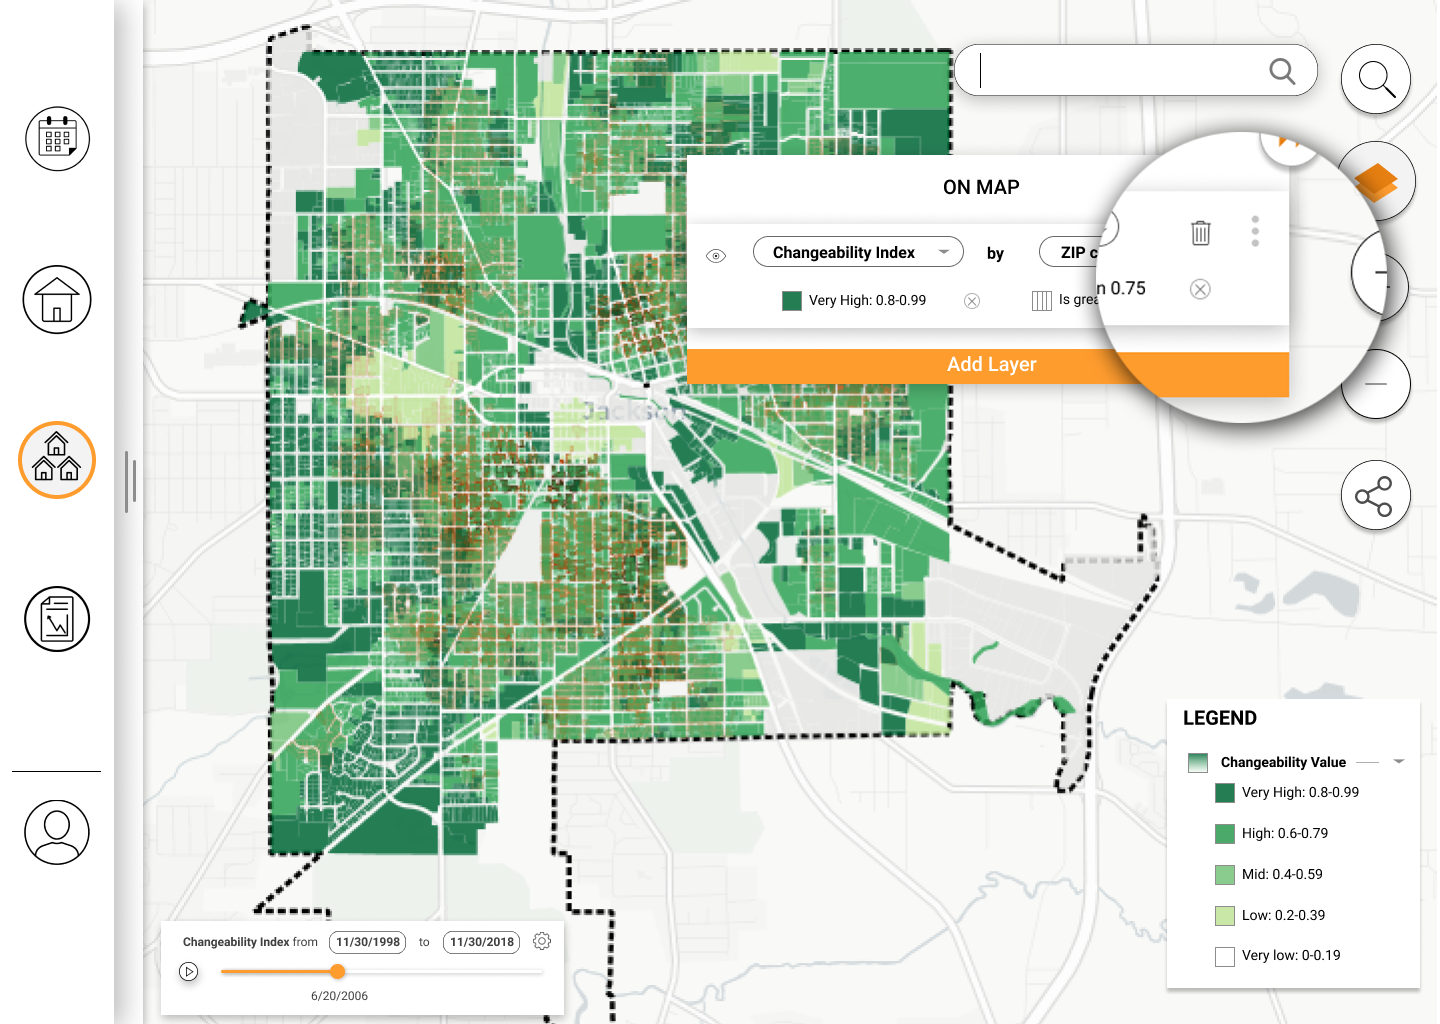 ON MAP
Changeability Index by ZIP c
Very High: 0.8-0.99 Is grea n 0.75
Add Layer
Jackson
LEGEND
Changeability Value
Very High: 0.8-0.99
High: 0.6-0.79
Mid: 0.4-0.59
Low: 0.2-0.39
Very low: 0-0.19
Changeability Index from 11/30/1998 to 11/30/2018
6/20/2006